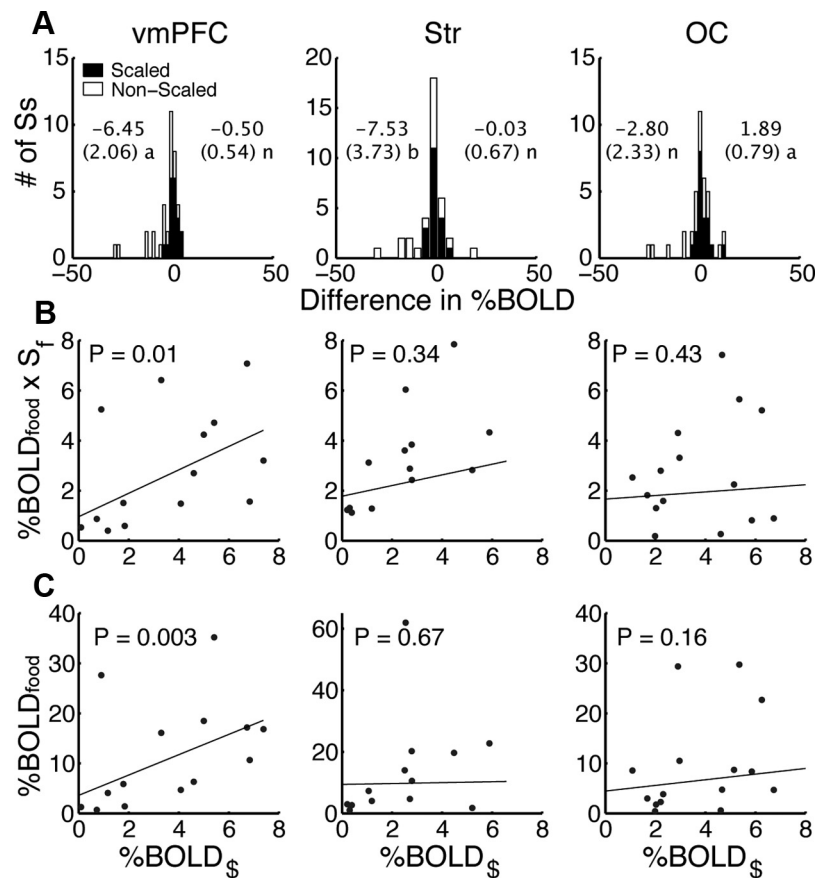 A
vmPFC Str OC
15 20 15
Scaled
Non−Scaled
−6.45 −0.50 −7.53 −0.03 −2.80 1.89
(2.06) a (0.54) n (3.73) b (0.67) n (2.33) n (0.79) a
10 15 10
# of Ss
10
5 5
5
0 0 0
−50 0 50 −50 0 50 −50 0 50
Difference in %BOLD
B
8 8 8
P = 0.01 P = 0.34 P = 0.43
6 6 6
%BOLDfood x Sf
4 4 4
2 2 2
0 0 0
0 2 4 6 8 0 2 4 6 8 0 2 4 6 8
C
40 60 40
P = 0.003 P = 0.67 P = 0.16
30 30
40
%BOLDfood
20 20
20
10 10
0 0 0
0 2 4 6 8 0 2 4 6 8 0 2 4 6 8
%BOLD$ %BOLD$ %BOLD$